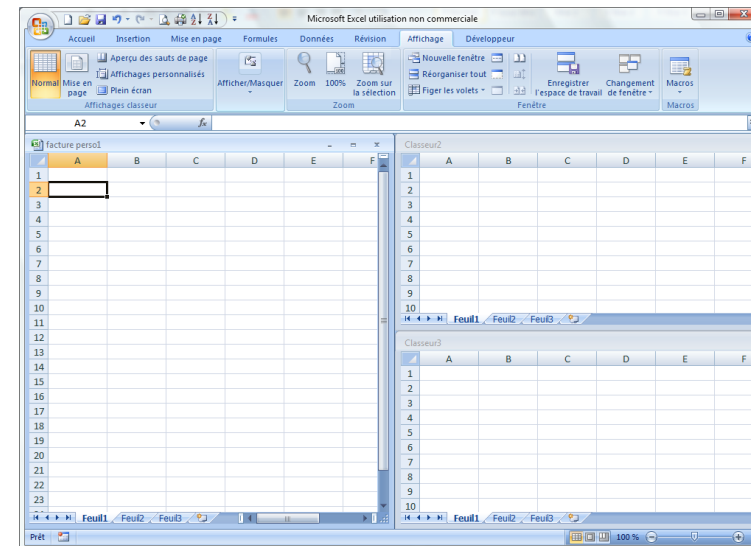 Microsoft Excel utilisation non commerciale
Accueil Insertion Mise en page Formules Données Révision Affichage Développeur
Normal Mise en page Aperçu des sauts de page
Affichages personnalisés
Plein écran
Affichages classeur
Afficher/Masquer
Zoom 100% Zoom sur la sélection
Zoom
Nouvelle fenêtre
Réorganiser tout
Figer les volets
Enregistrer l'espace de travail Changement de fenêtre
Fenêtre
Macros
Macros
A2 fx
facture perso1
A B C D E F
1
2
3
4
5
6
7
8
9
10
11
12
13
14
15
16
17
18
19
20
21
22
23
Feuil1 Feuil2 Feuil3
Classeur2
A B C D E F
1
2
3
4
5
6
7
8
9
10
Feuil1 Feuil2 Feuil3
Classeur3
A B C D E F
1
2
3
4
5
6
7
8
9
10
Feuil1 Feuil2 Feuil3
Prêt 100 %